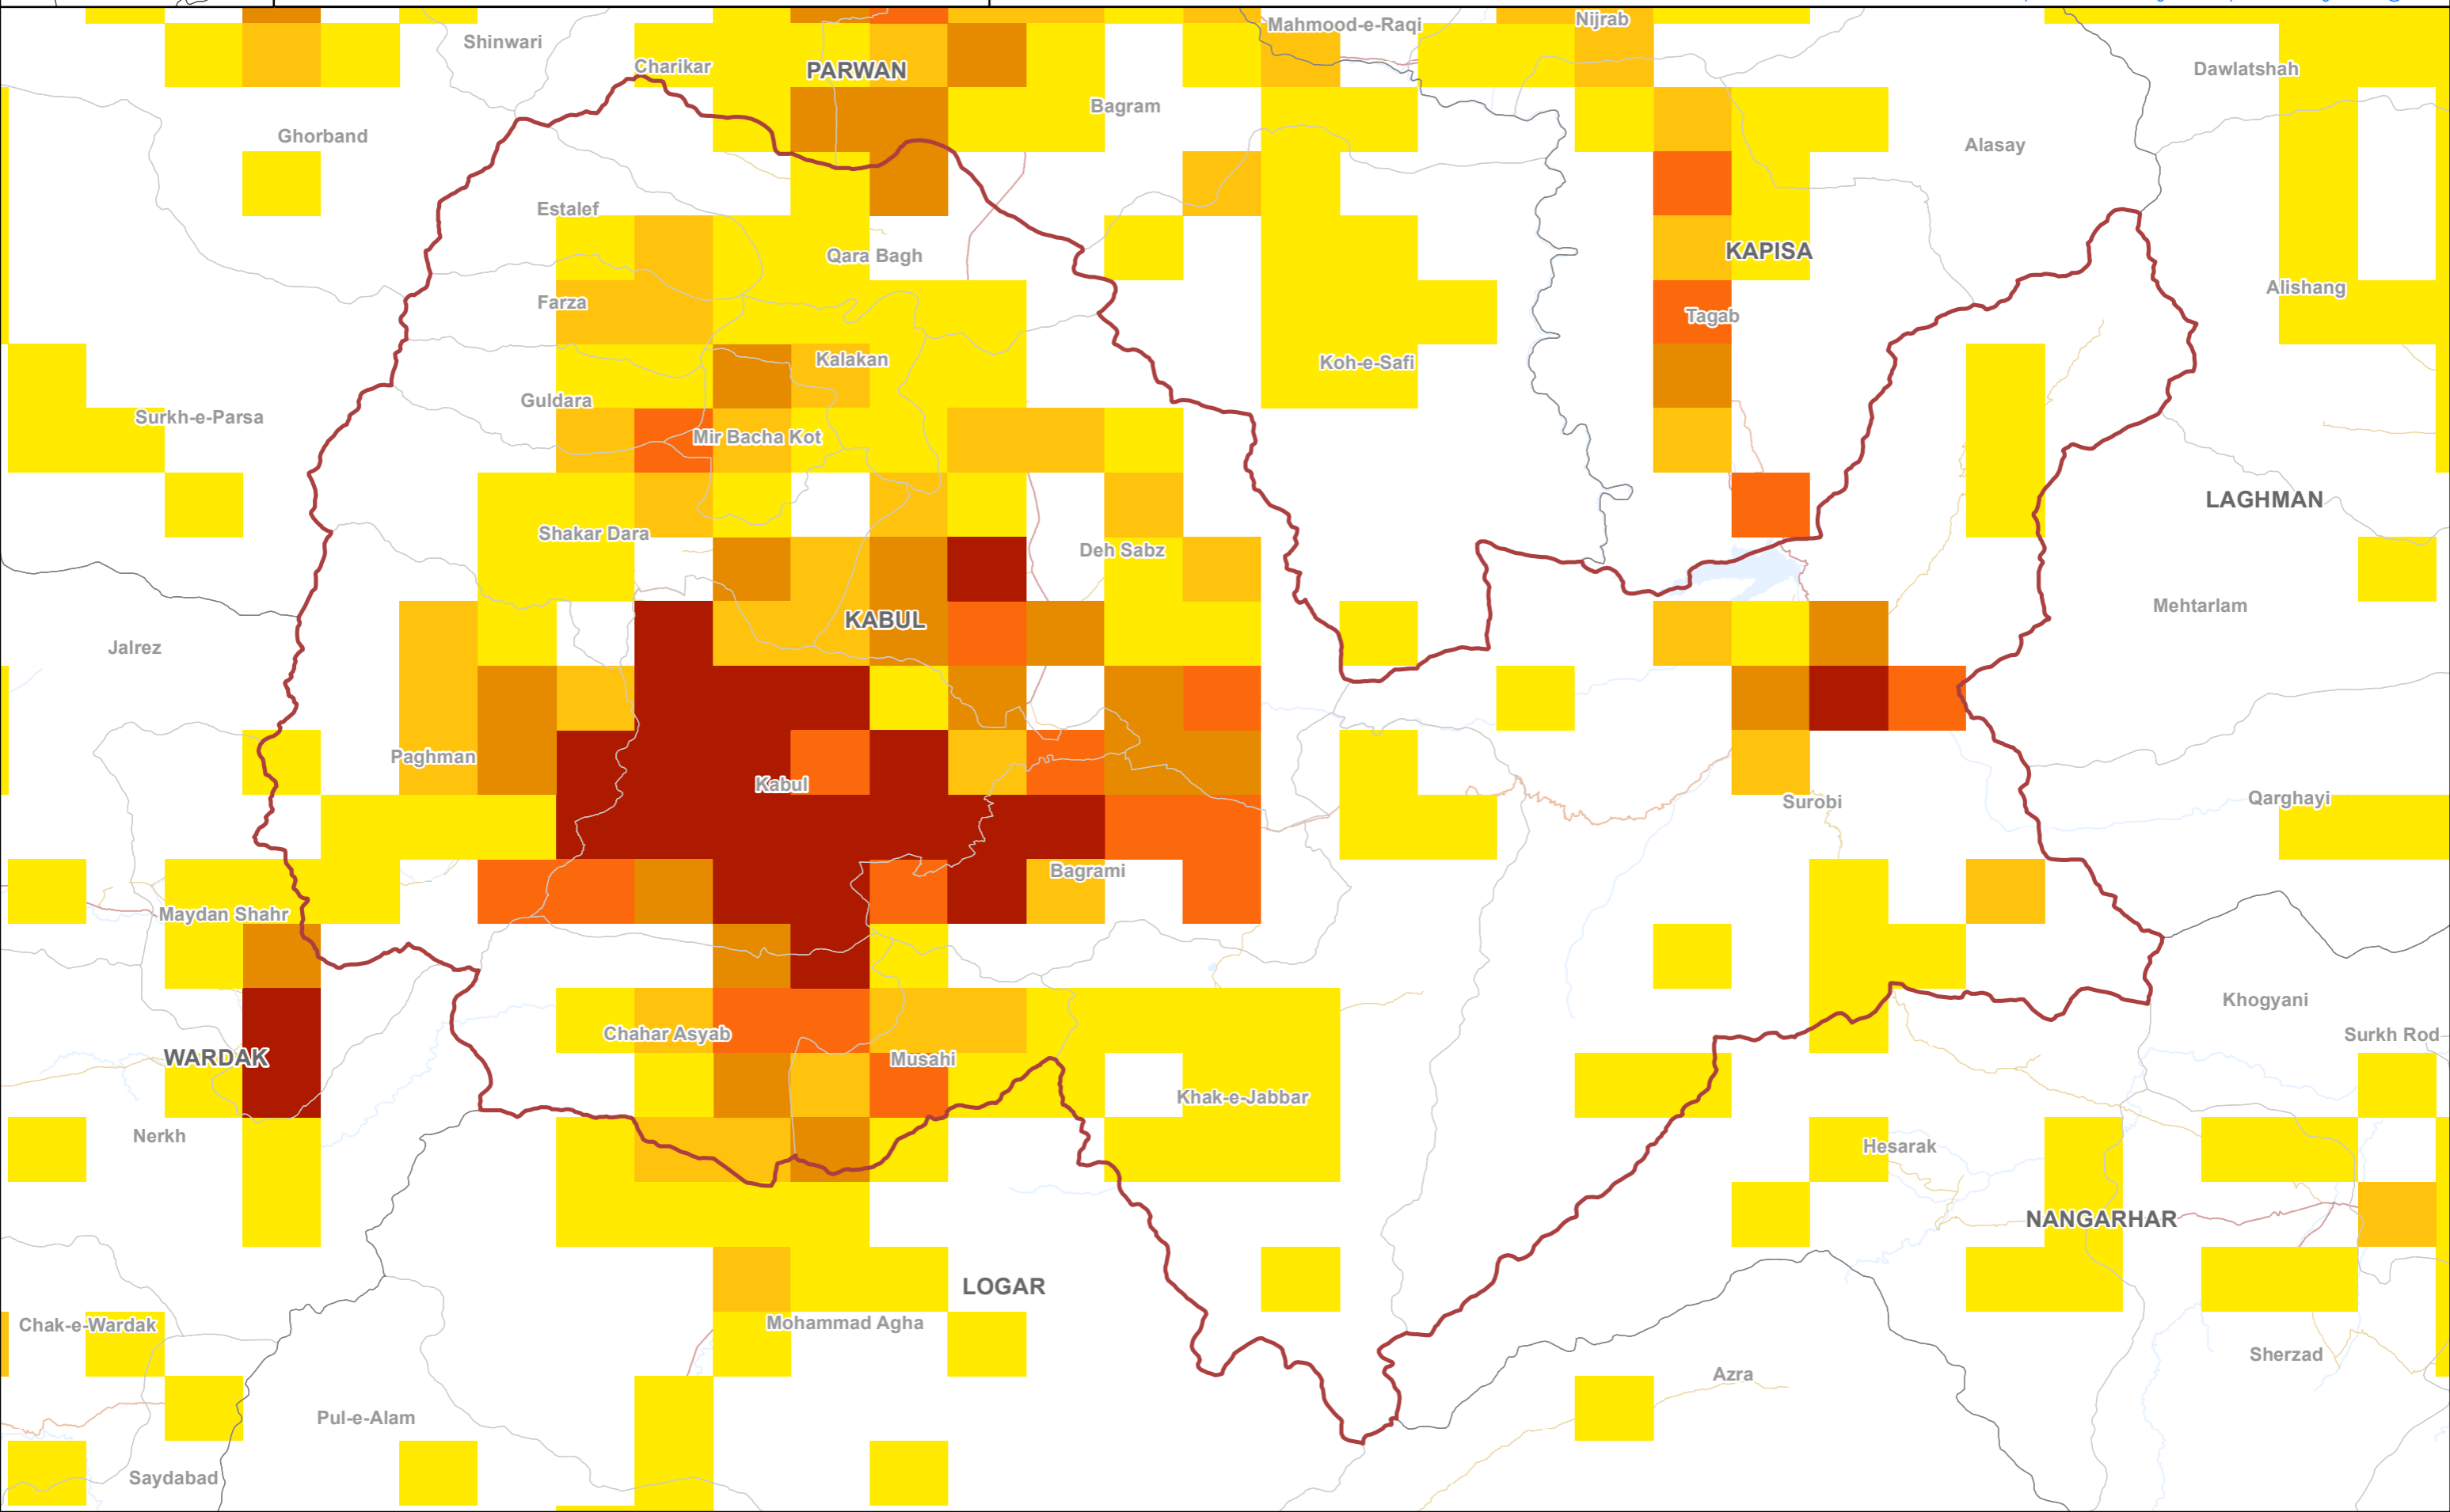 Mahmood-e-Raqi
Nijrab
Shinwari
Charikar
PARWAN
Dawlatshah
Bagram
Ghorband
Alasay
Estalef
Qara Bagh
KAPISA
Alishang
Farza
Tagab
Kalakan
Koh-e-Safi
Guldara
Surkh-e-Parsa
Mir Bacha Kot
LAGHMAN
Shakar Dara
Deh Sabz
Mehtarlam
KABUL
Jalrez
Paghman
Kabul
Surobi
Qarghayi
Bagrami
Maydan Shahr
Khogyani
Chahar Asyab
Surkh Rod
WARDAK
Musahi
Khak-e-Jabbar
Nerkh
Hesarak
NANGARHAR
LOGAR
Chak-e-Wardak
Mohammad Agha
Sherzad
Azra
Pul-e-Alam
Saydabad